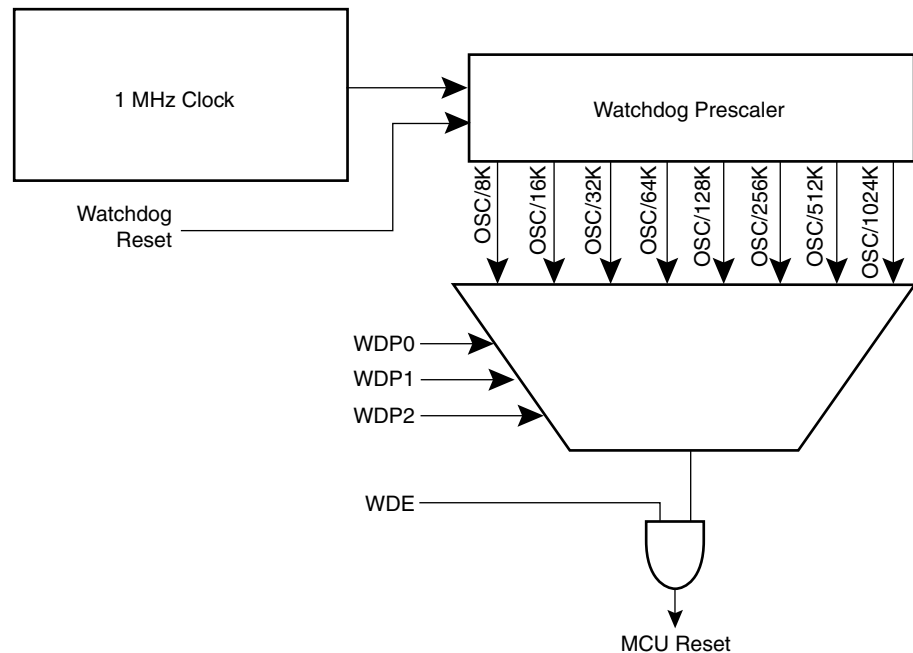 1 MHz Clock
Watchdog Prescaler
Watchdog
Reset
OSC/8K
OSC/16K
OSC/32K
OSC/64K
OSC/128K
OSC/256K
OSC/512K
OSC/1024K
WDP0
WDP1
WDP2
WDE
MCU Reset